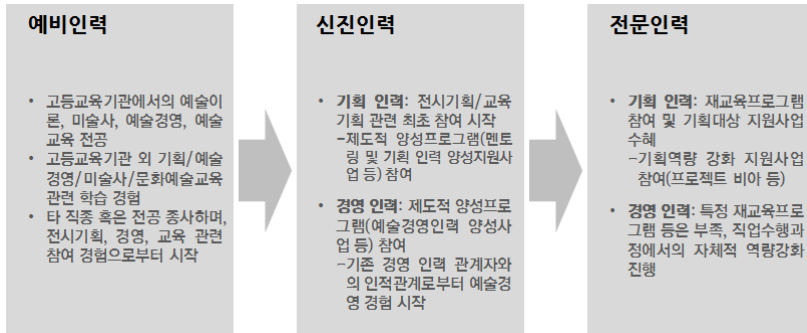 예비인력
• 고등교육기관에서의 예술이
론, 미술사, 예술경영, 예술
교육 전공
• 고등교육기관 외 기획/예술
경영/미술사/문화예술교육
관련 학습 경험
• 타 직종 혹은 전공 종사하며,
전시기획, 경영, 교육 관련
참여 경험으로부터 시작
신진인력
• 기획 인력: 전시기획/교육
기획 관련 최초 참여 시작
-제도적 양성프로그램(멘토
링 및 기획 인력 양성지원사
업 등) 참여
• 경영 인력: 제도적 양성프로
그램(예술경영인력 양성사
업 등) 참여
-기존 경영 인력 관계자와
의 인적관계로부터 예술경
영 경험 시작
전문인력
• 기획 인력: 재교육프로그램
참여 및 기획대상 지원사업
수혜
-기획역량 강화 지원사업
참여(프로젝트 비아 등)
• 경영 인력: 특정 재교육프로
그램 등은 부족, 직업수행과
정에서의 자체적 역량강화
진행